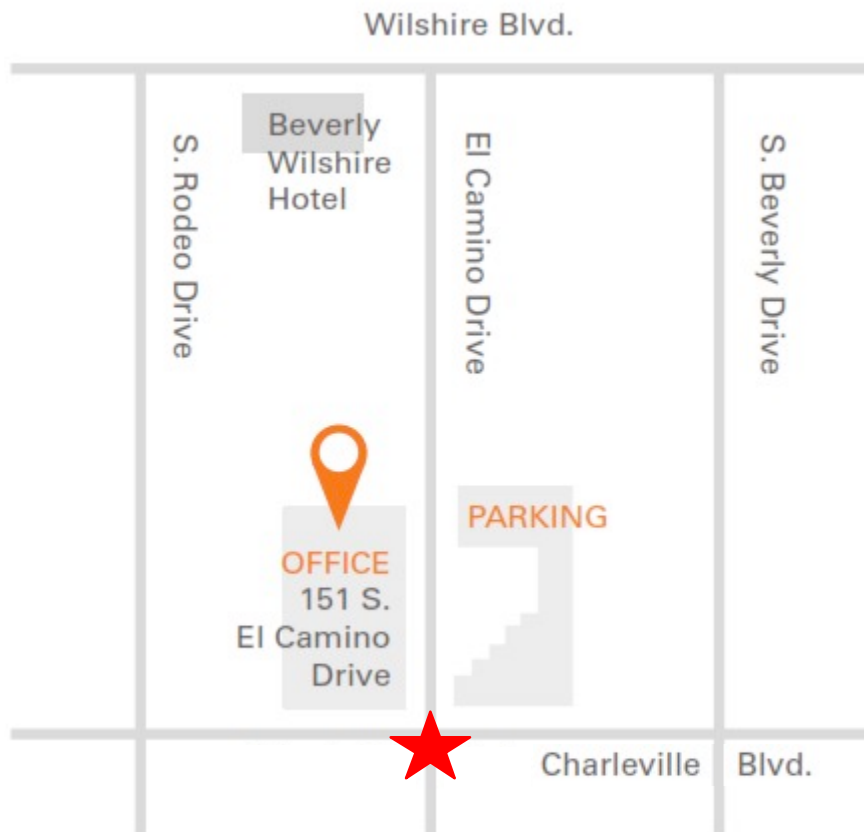 Wilshire Blvd.
Beverly
Wilshire
Hotel
S. Rodeo Drive
El Camino Drive
S. Beverly Drive
PARKING
OFFICE
151 S.
El Camino
Drive
Charleville Blvd.